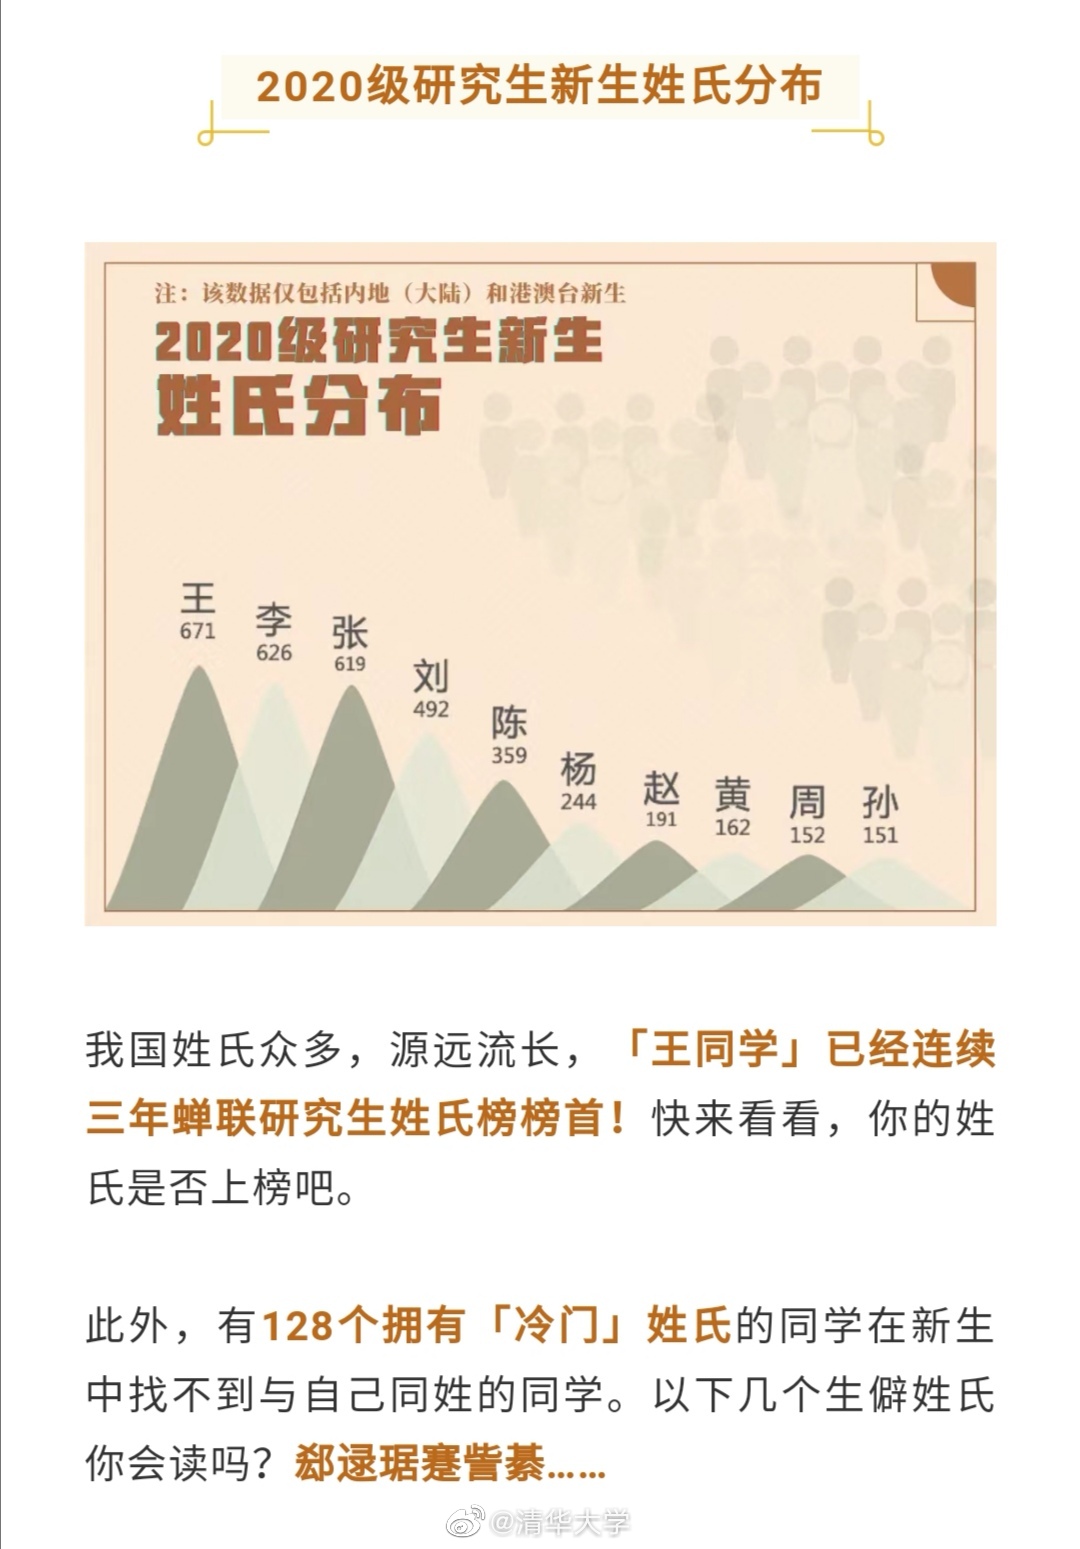 2020级研究生新生姓氏分布
注：该数据仅包括内地（大陆）和港澳台新生
2020级研究生新生
姓氏分布
王
671
李
626
张
619
刘
492
陈
359
杨
244
赵
191
黄
162
周
152
孙
151
我国姓氏众多，源远流长，「王同学」已经连续
三年蝉联研究生姓氏榜榜首！快来看看，你的姓
氏是否上榜吧。
此外，有128个拥有「冷门」姓氏的同学在新生
中找不到与自己同姓的同学。以下几个生僻姓氏
你会读吗？郄逯琚蹇訾綦……
@清华大学